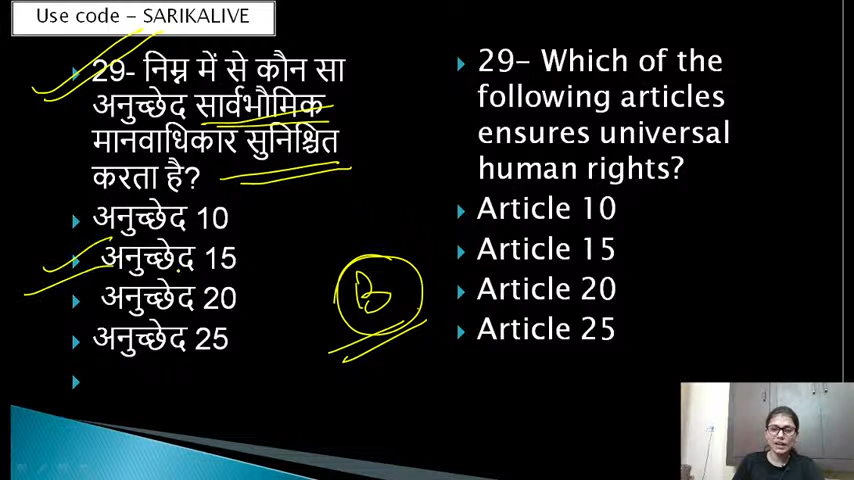 Use code – SARIKALIVE
29- निम्न में से कौन सा
अनुच्छेद सार्वभौमिक
मानवाधिकार सुनिश्चित
करता है?
अनुच्छेद 10
अनुच्छेद 15
अनुच्छेद 20
अनुच्छेद 25
B
29– Which of the
following articles
ensures universal
human rights?
Article 10
Article 15
Article 20
Article 25